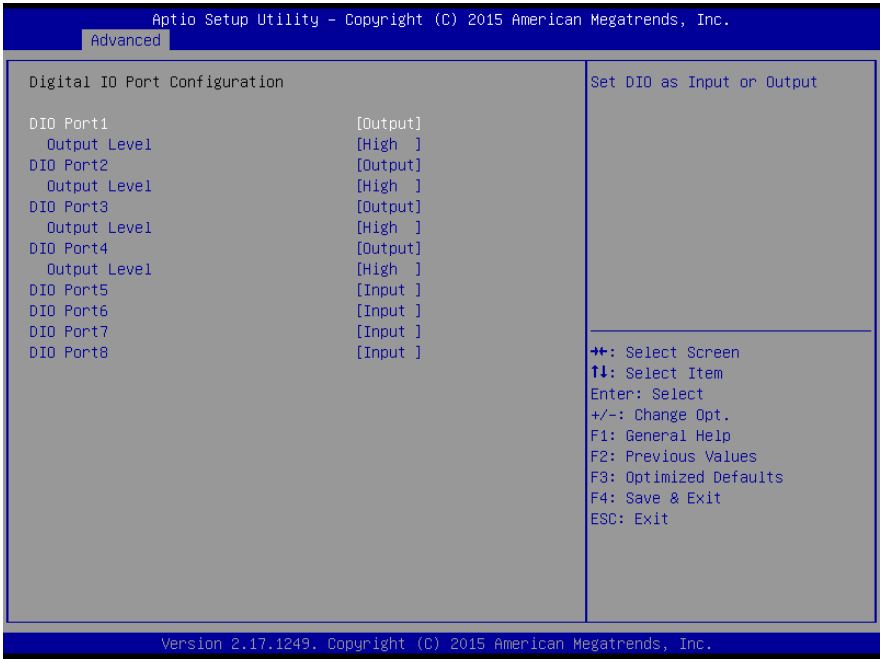 Aptio Setup Utility – Copyright (C) 2015 American Megatrends, Inc.
Advanced
Digital IO Port Configuration
DIO Port1 [Output]
Output Level [High ]
DIO Port2 [Output]
Output Level [High ]
DIO Port3 [Output]
Output Level [High ]
DIO Port4 [Output]
Output Level [High ]
DIO Port5 [Input ]
DIO Port6 [Input ]
DIO Port7 [Input ]
DIO Port8 [Input ]
Set DIO as Input or Output
→←: Select Screen
↑↓: Select Item
Enter: Select
+/-: Change Opt.
F1: General Help
F2: Previous Values
F3: Optimized Defaults
F4: Save & Exit
ESC: Exit
Version 2.17.1249. Copyright (C) 2015 American Megatrends, Inc.